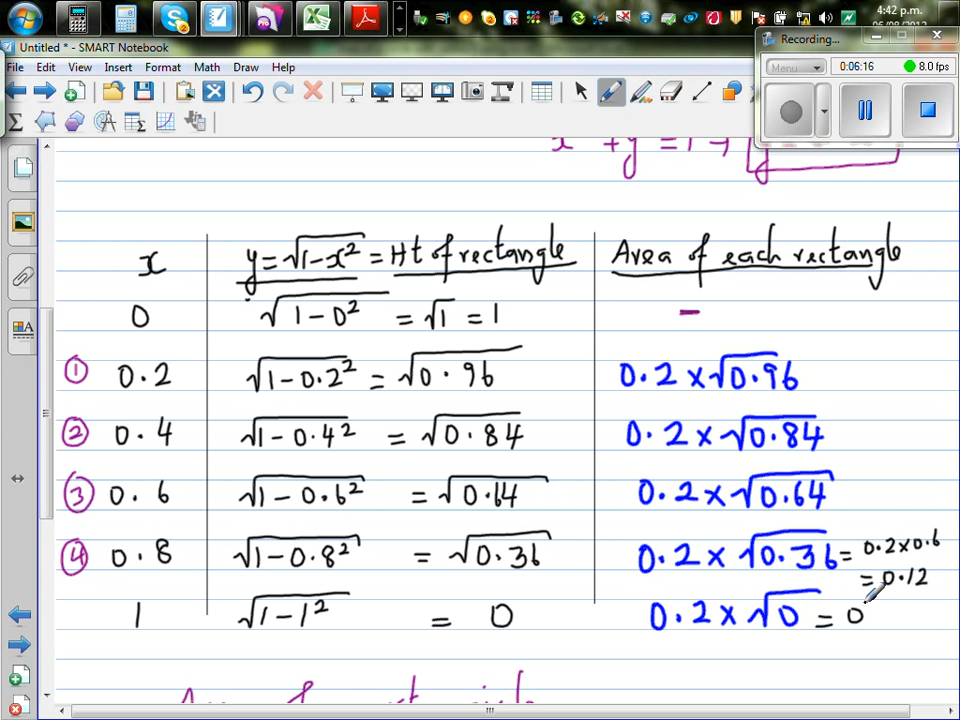 4:42 p.m.
06/08/2012
Untitled * - SMART Notebook
Recording...
File Edit View Insert Format Math Draw Help
Menu
0:06:16 8.0 fps
x + y = 1 →
x y = √1-x² = Ht of rectangle Area of each rectangle
0 √1-0² = √1 = 1 -
① 0.2 √1-0.2² = √0.96 0.2 x √0.96
② 0.4 √1-0.4² = √0.84 0.2 x √0.84
③ 0.6 √1-0.6² = √0.64 0.2 x √0.64
④ 0.8 √1-0.8² = √0.36 0.2 x √0.36 = 0.2 x 0.6
= 0.12
1 √1-1² = 0 0.2 x √0 = 0